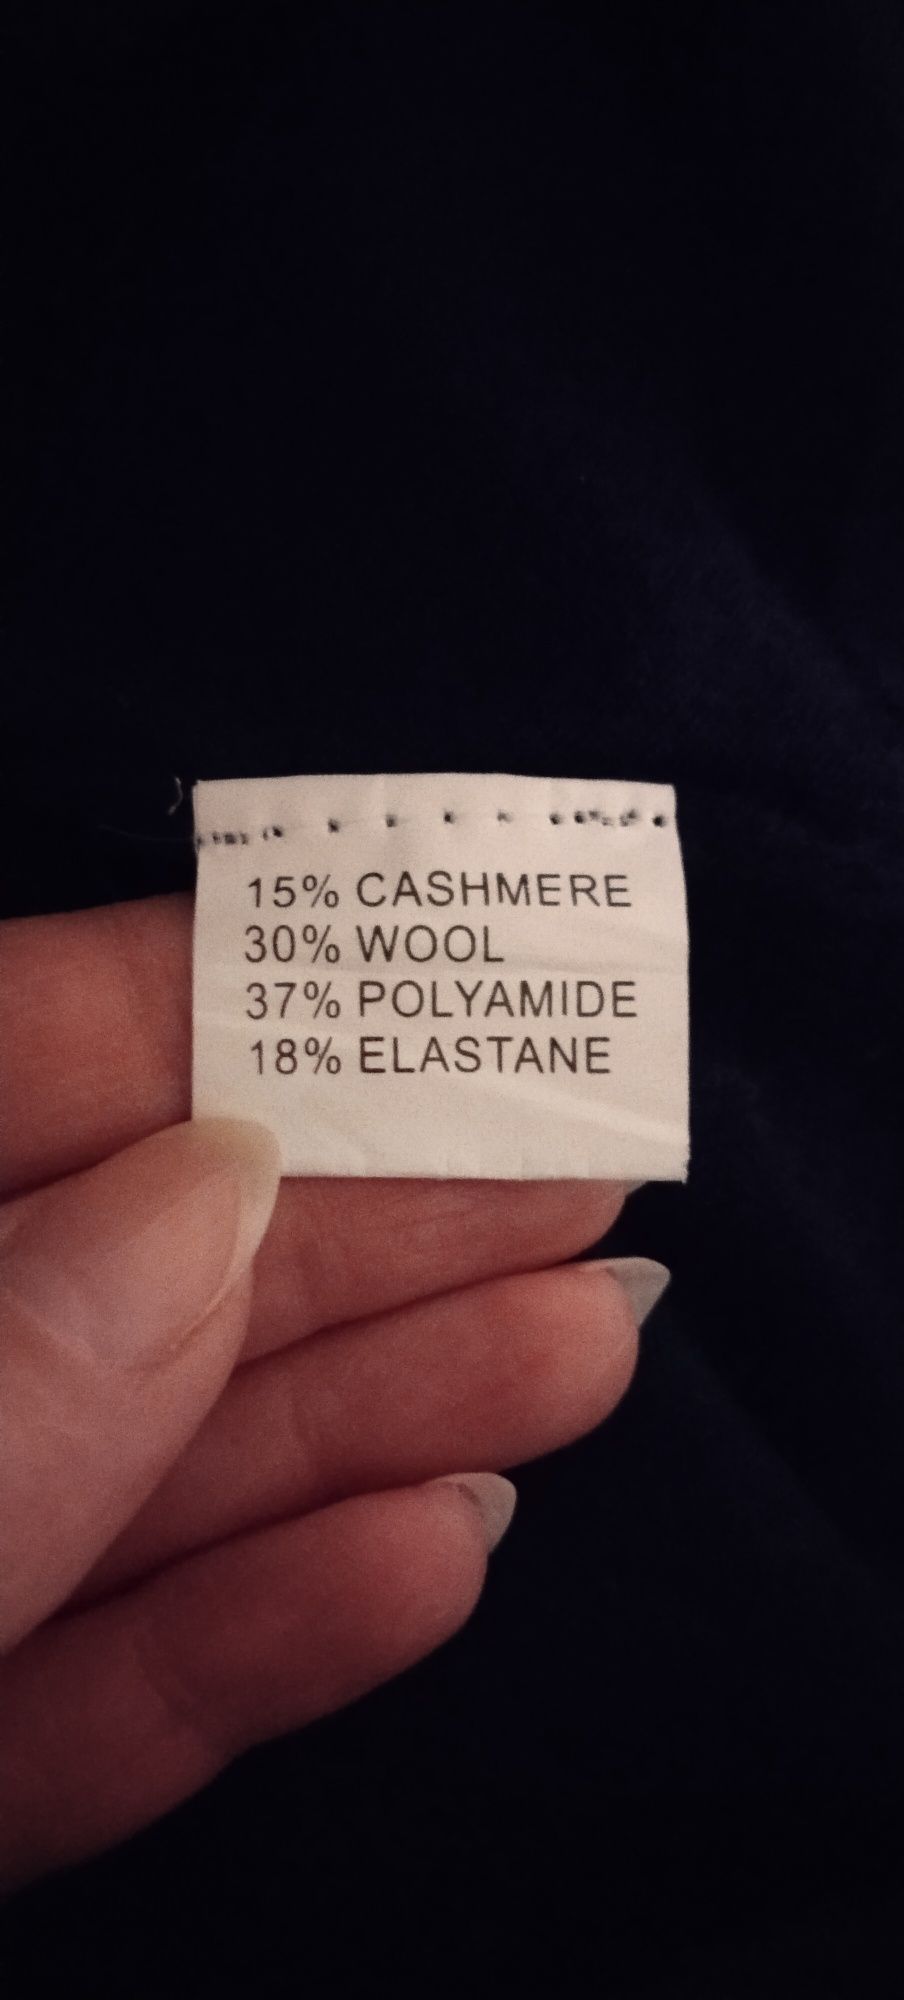 15% CASHMERE
30% WOOL
37% POLYAMIDE
18% ELASTANE